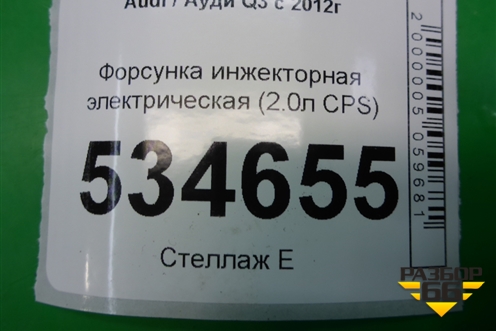 Audi / Ауди Q3 с 2012г
Форсунка инжекторная
электрическая (2.0л CPS)
534655
Стеллаж Е
2000005059681
РАЗБОР
66